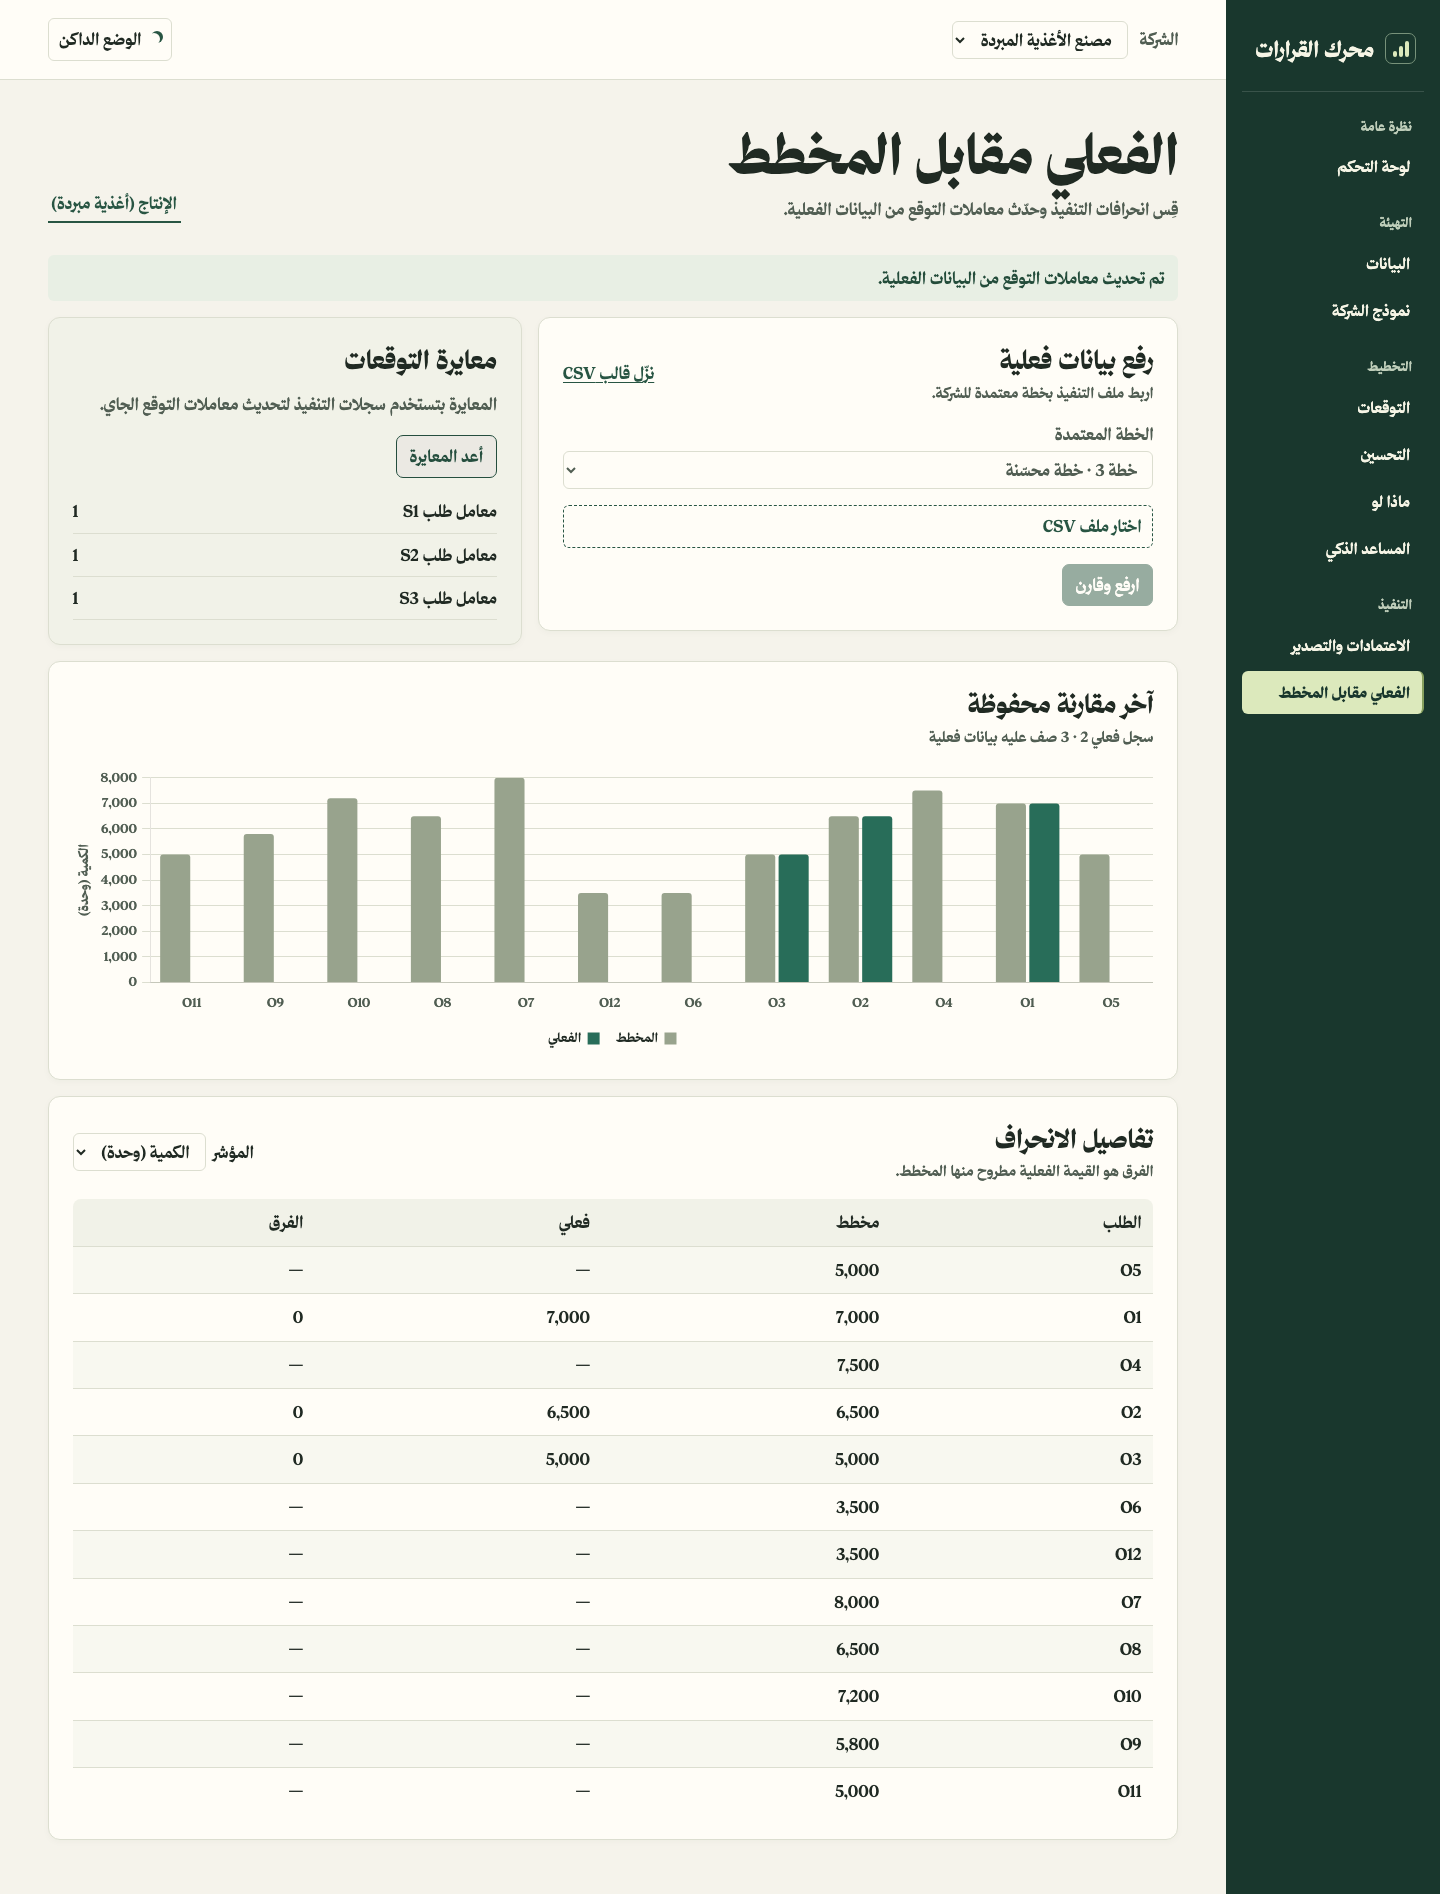 محرك القرارات
نظرة عامة
لوحة التحكم
التهيئة
البيانات
نموذج الشركة
التخطيط
التوقعات
التحسين
ماذا لو
المساعد الذكي
التنفيذ
الاعتمادات والتصدير
الفعلي مقابل المخطط
الشركة مصنع الأغذية المبردة
الوضع الداكن
الفعلي مقابل المخطط
قِس انحرافات التنفيذ وحدّث معاملات التوقع من البيانات الفعلية.
الإنتاج (أغذية مبردة)
تم تحديث معاملات التوقع من البيانات الفعلية.
رفع بيانات فعلية
اربط ملف التنفيذ بخطة معتمدة للشركة.
نزّل قالب CSV
الخطة المعتمدة
خطة 3 · خطة محسّنة
اختار ملف CSV
ارفع وقارن
معايرة التوقعات
المعايرة بتستخدم سجلات التنفيذ لتحديث معاملات التوقع الجاي.
أعد المعايرة
معامل طلب S1 1
معامل طلب S2 1
معامل طلب S3 1
آخر مقارنة محفوظة
سجل فعلي 2 · 3 صف عليه بيانات فعلية
الكمية (وحدة)
8,000
7,000
6,000
5,000
4,000
3,000
2,000
1,000
0
O11 O9 O10 O8 O7 O12 O6 O3 O2 O4 O1 O5
المخطط الفعلي
تفاصيل الانحراف
الفرق هو القيمة الفعلية مطروح منها المخطط.
المؤشر الكمية (وحدة)
الطلب مخطط فعلي الفرق
O5 5,000 — —
O1 7,000 7,000 0
O4 7,500 — —
O2 6,500 6,500 0
O3 5,000 5,000 0
O6 3,500 — —
O12 3,500 — —
O7 8,000 — —
O8 6,500 — —
O10 7,200 — —
O9 5,800 — —
O11 5,000 — —